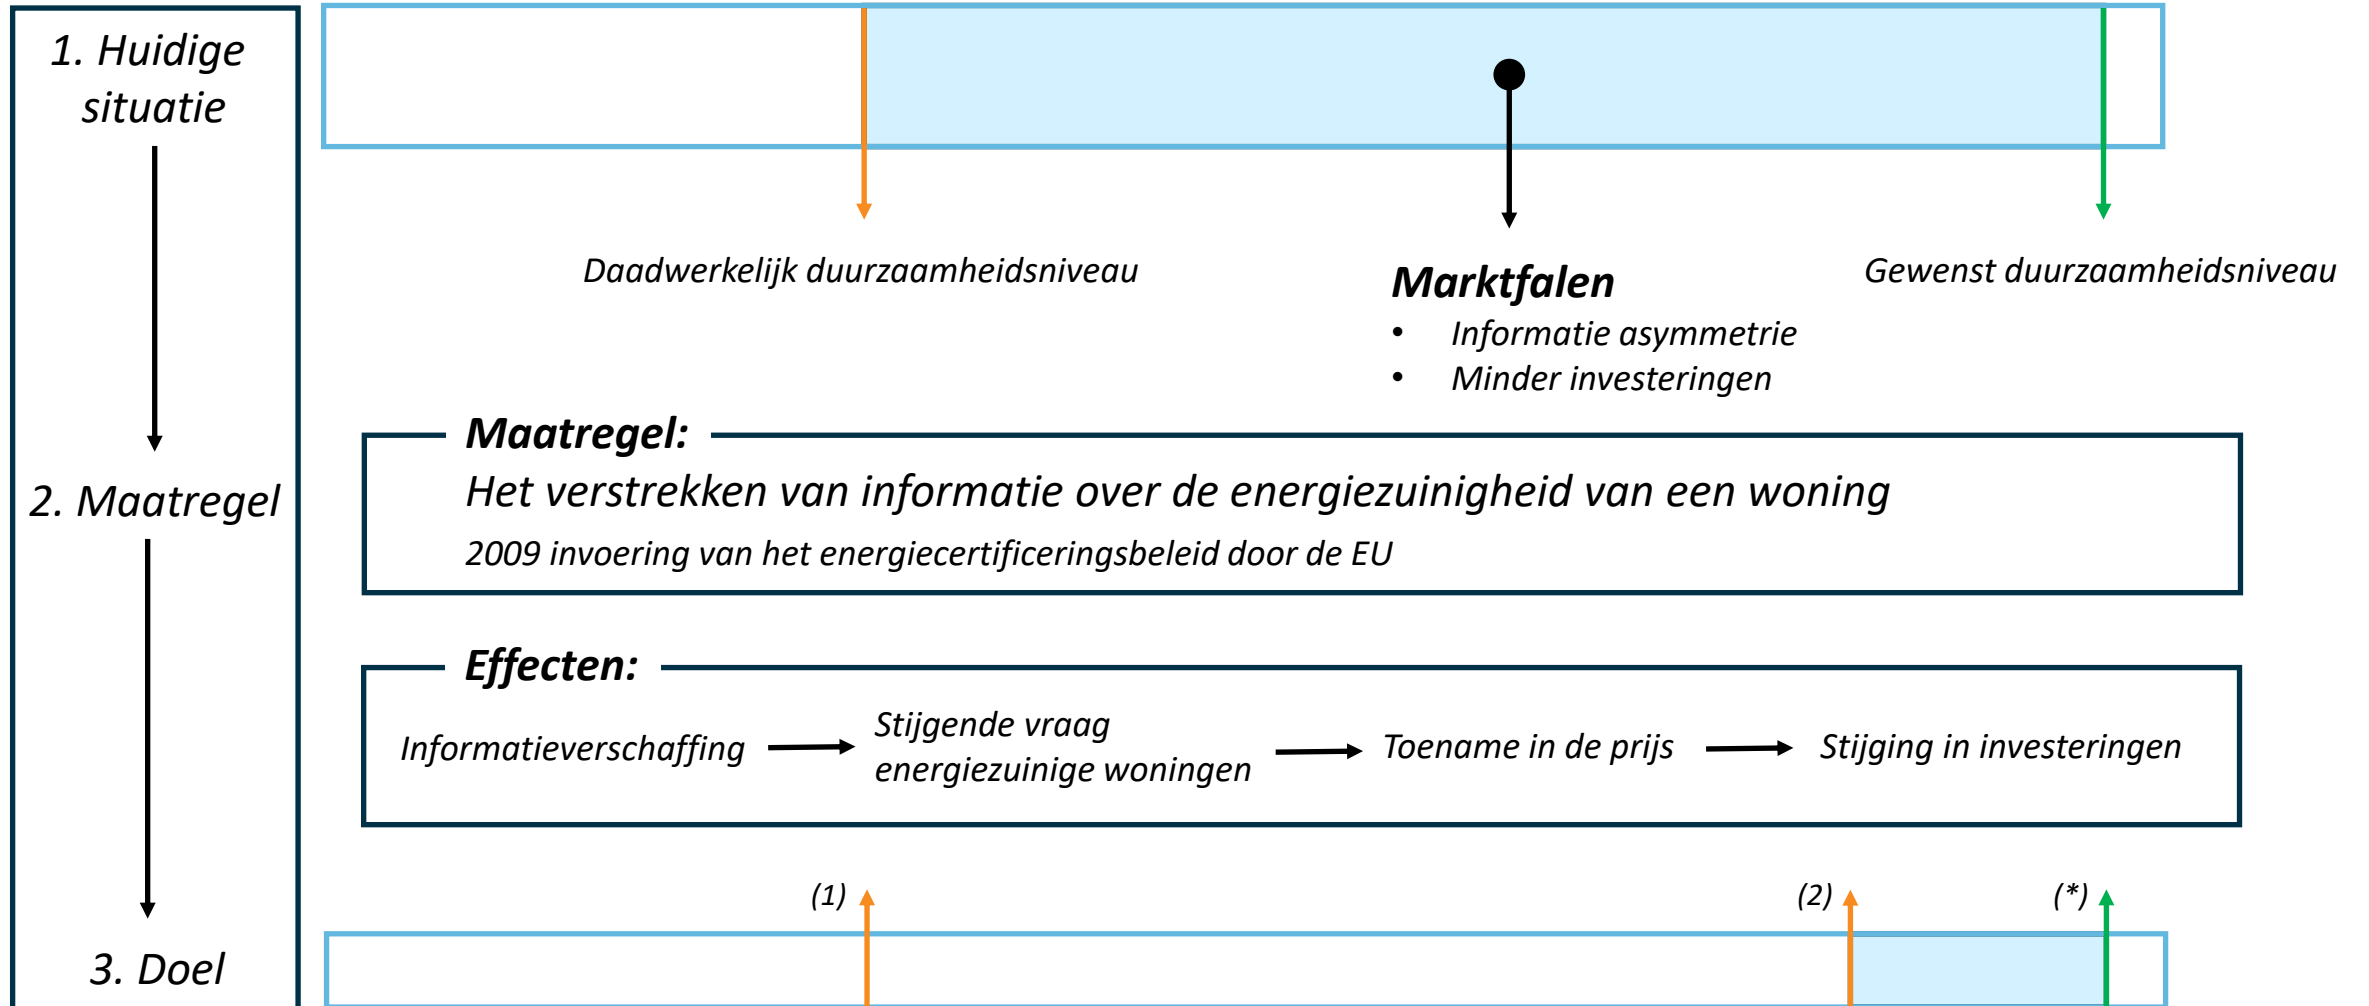 1. Huidige
situatie
Daadwerkelijk duurzaamheidsniveau
Marktfalen
• Informatie asymmetrie
• Minder investeringen
Gewenst duurzaamheidsniveau
2. Maatregel
Maatregel:
Het verstrekken van informatie over de energiezuinigheid van een woning
2009 invoering van het energiecertificeringsbeleid door de EU
Effecten:
Informatieverschaffing
Stijgende vraag
energiezuinige woningen
Toename in de prijs
Stijging in investeringen
3. Doel
(1)
(2)
(*)